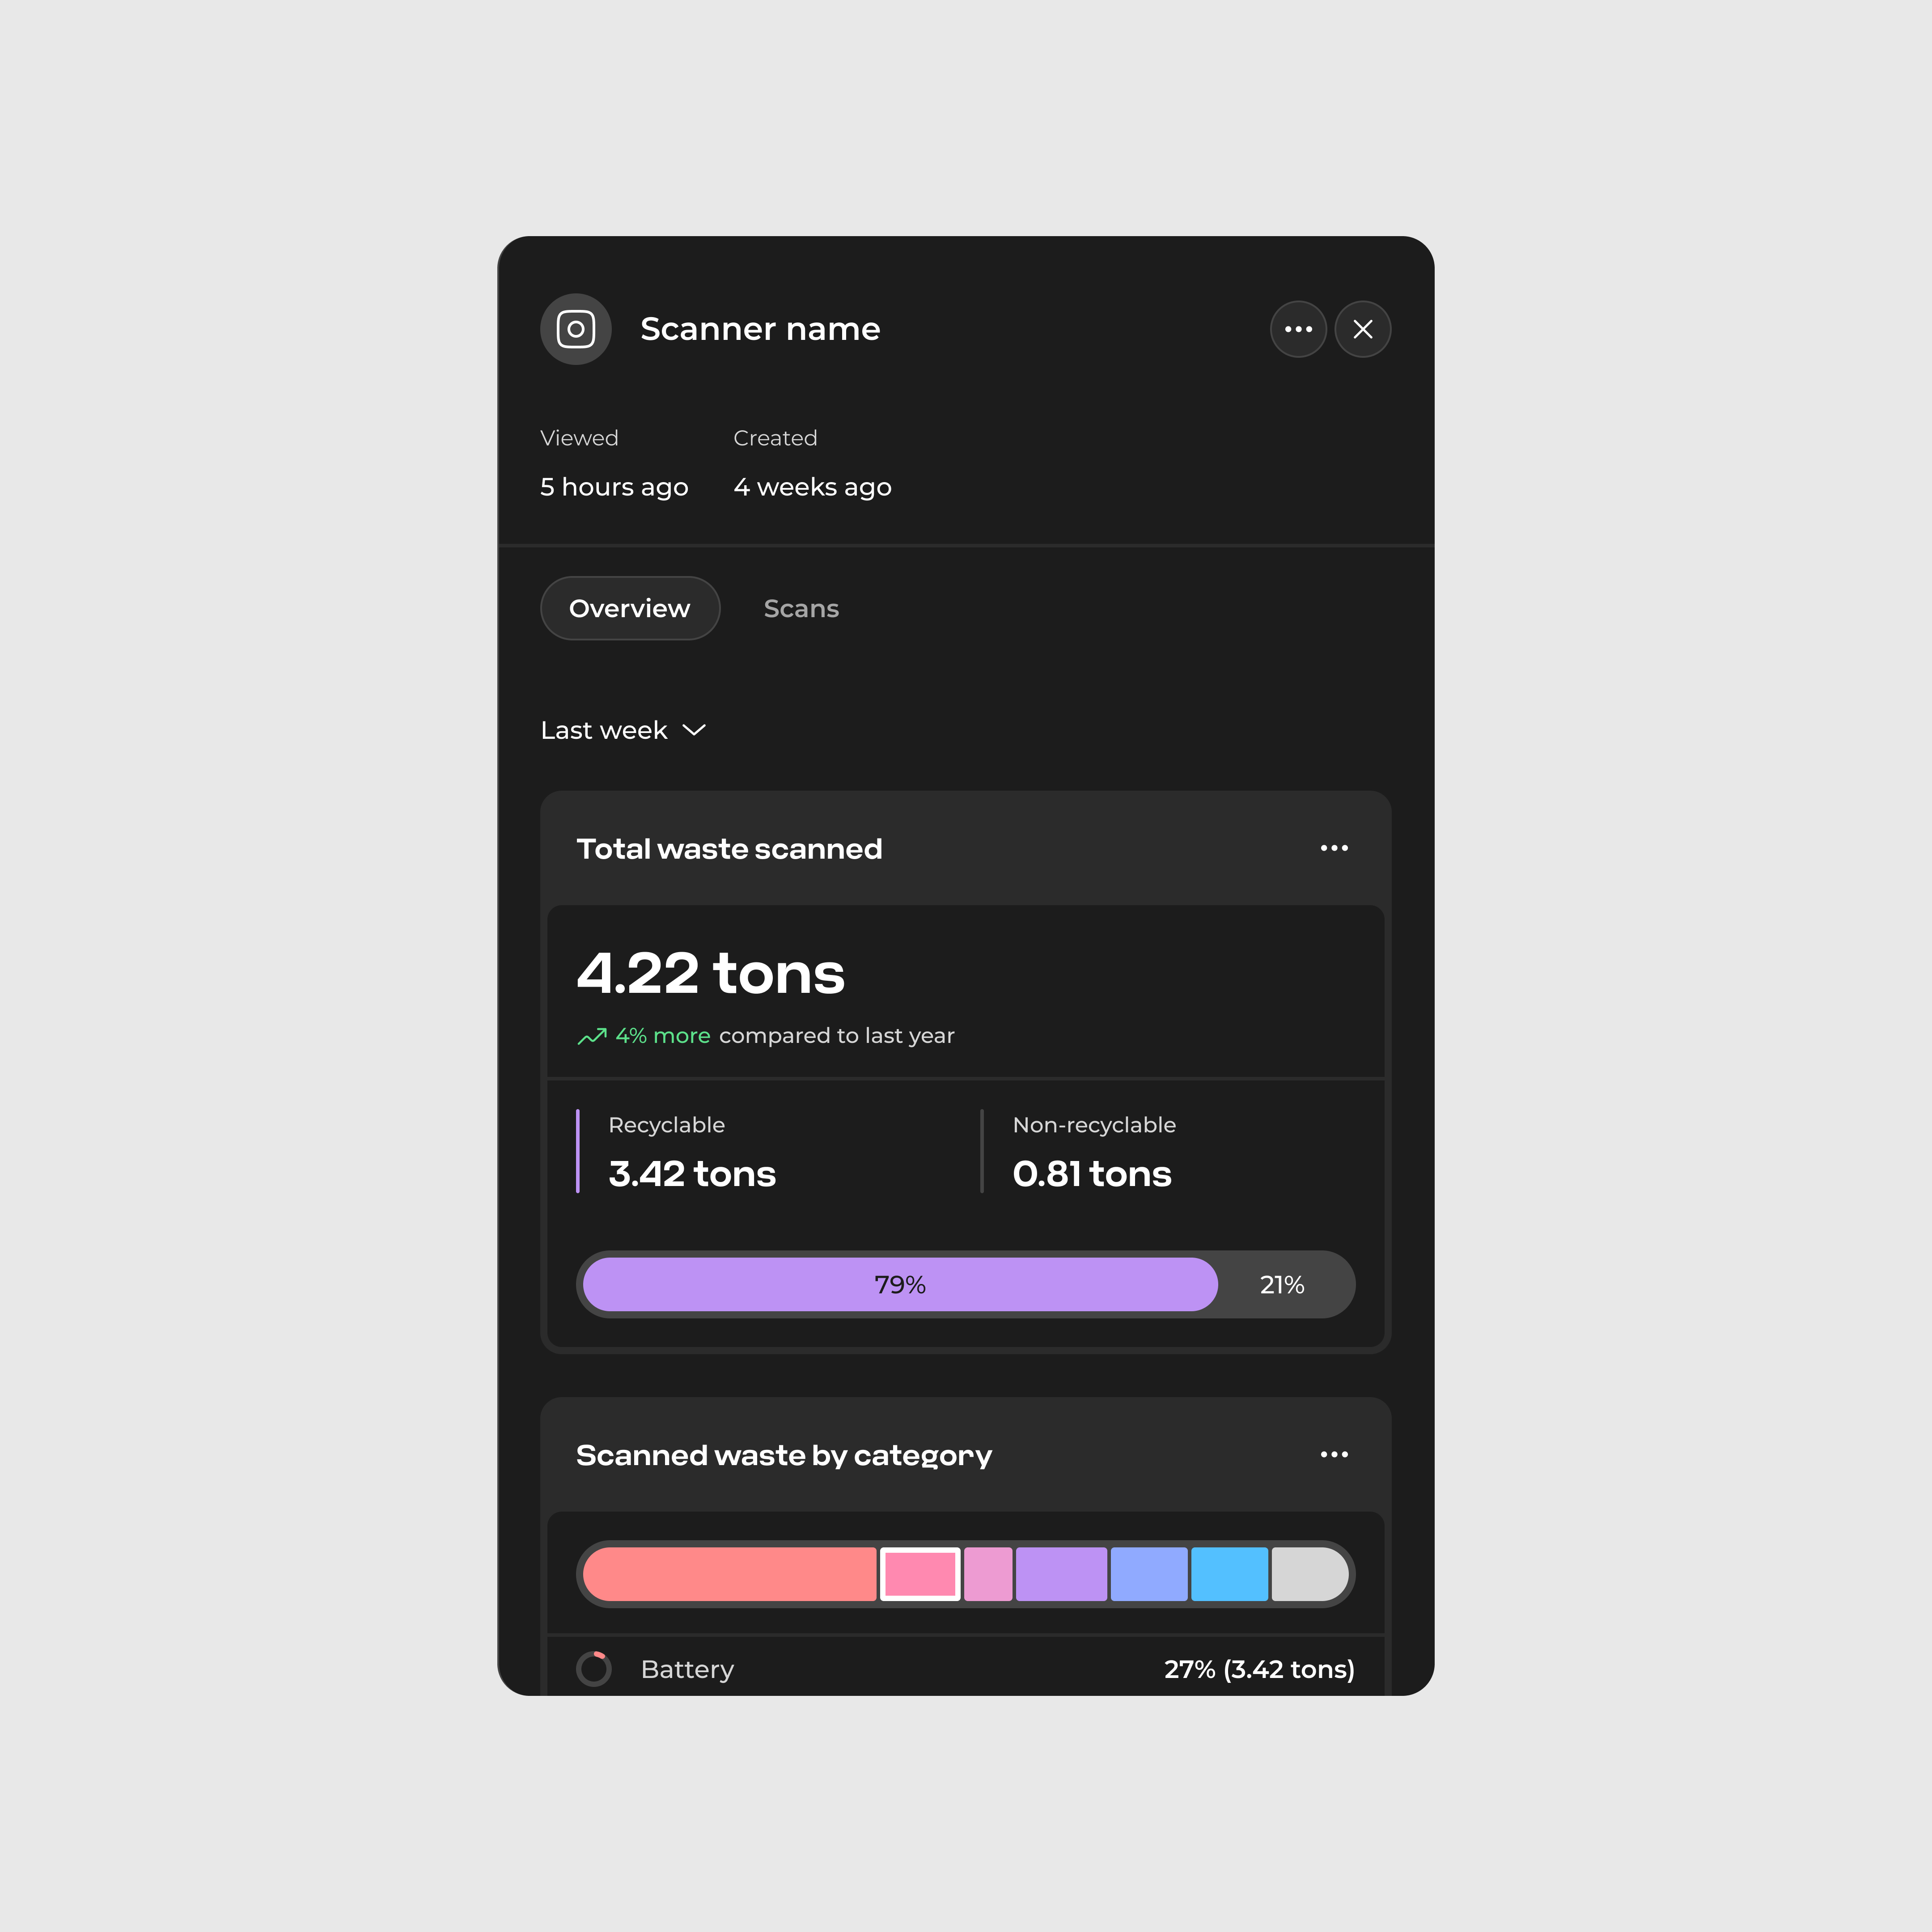 Scanner name
Viewed
Created
5 hours ago
4 weeks ago
Overview
Scans
Last week
Total waste scanned
4.22 tons
4% more compared to last year
Recyclable
Non-recyclable
3.42 tons
0.81 tons
79%
21%
Scanned waste by category
Battery
27% (3.42 tons)